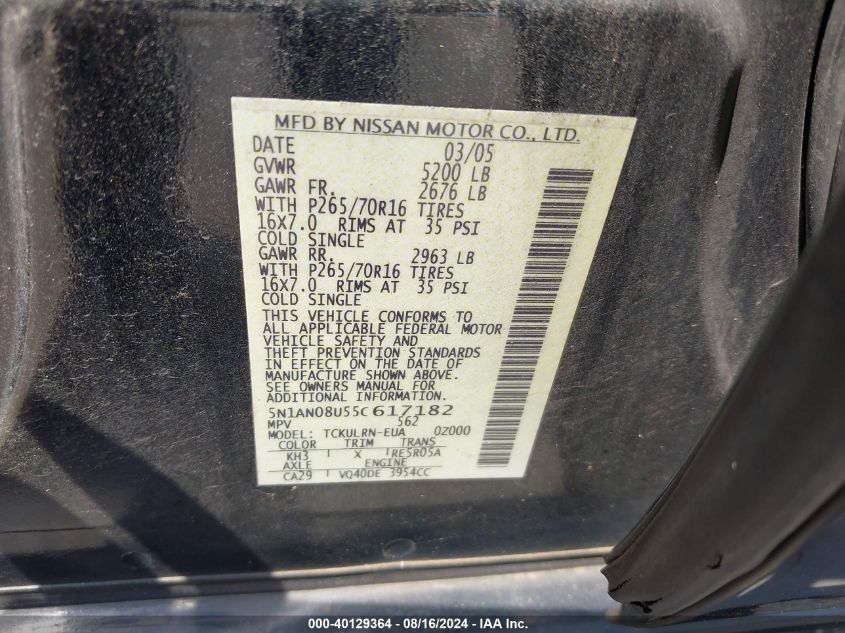 MFD BY NISSAN MOTOR CO., LTD.
DATE 03/05
GVWR 5200 LB
GAWR FR. 2676 LB
WITH P265/70R16 TIRES
16X7.0 RIMS AT 35 PSI
COLD SINGLE
GAWR RR. 2963 LB
WITH P265/70R16 TIRES
16X7.0 RIMS AT 35 PSI
COLD SINGLE
THIS VEHICLE CONFORMS TO
ALL APPLICABLE FEDERAL MOTOR
VEHICLE SAFETY AND
THEFT PREVENTION STANDARDS
IN EFFECT ON THE DATE OF
MANUFACTURE SHOWN ABOVE.
SEE OWNERS MANUAL FOR
ADDITIONAL INFORMATION.
5N1AN08U55C617182
MPV 562
MODEL: TCKULRN-EUA 0Z000
COLOR TRIM TRANS
KH3 X RE5R05A
AXLE ENGINE
CA29 VQ40DE 3954CC
000-40129364 - 08/16/2024 - IAA Inc.